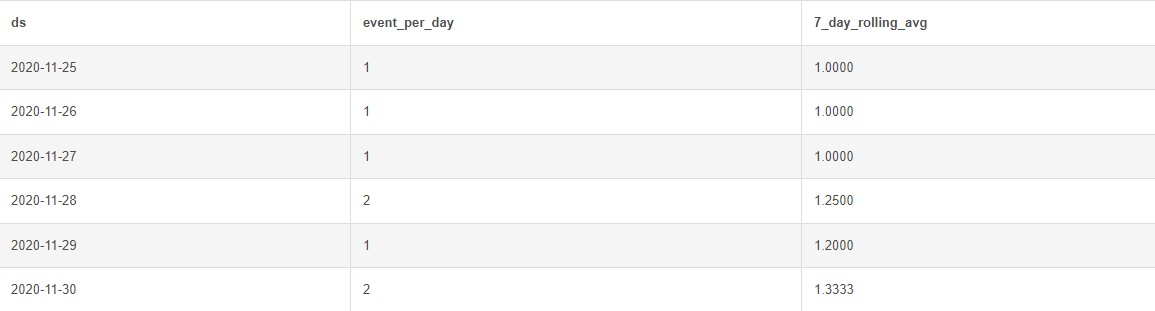 ds event_per_day 7_day_rolling_avg
2020-11-25 1 1.0000
2020-11-26 1 1.0000
2020-11-27 1 1.0000
2020-11-28 2 1.2500
2020-11-29 1 1.2000
2020-11-30 2 1.3333